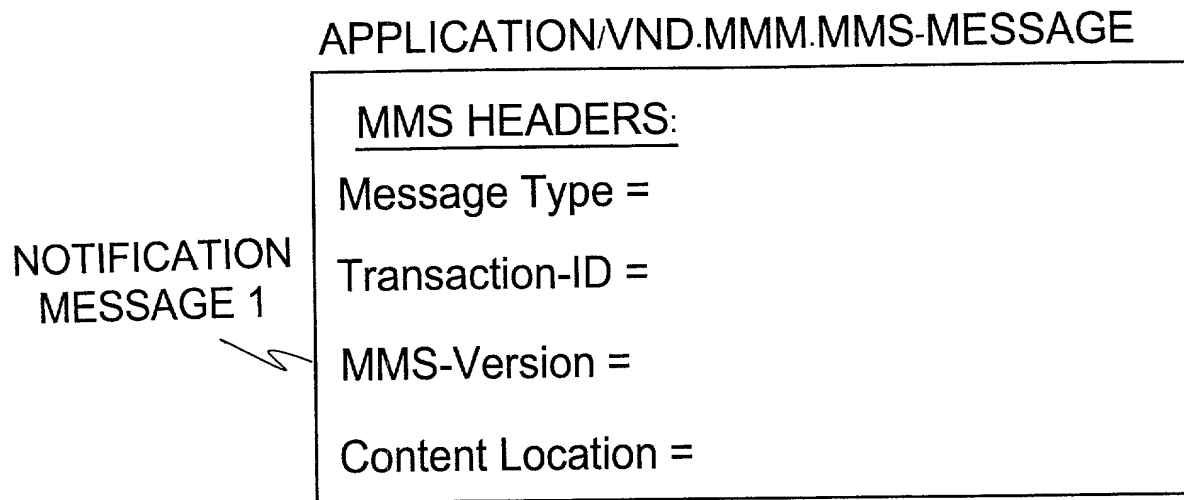 APPLICATION/VND.MMM.MMS-MESSAGE
MMS HEADERS:
Message Type =
Transaction-ID =
NOTIFICATION
MESSAGE 1
MMS-Version =
Content Location =